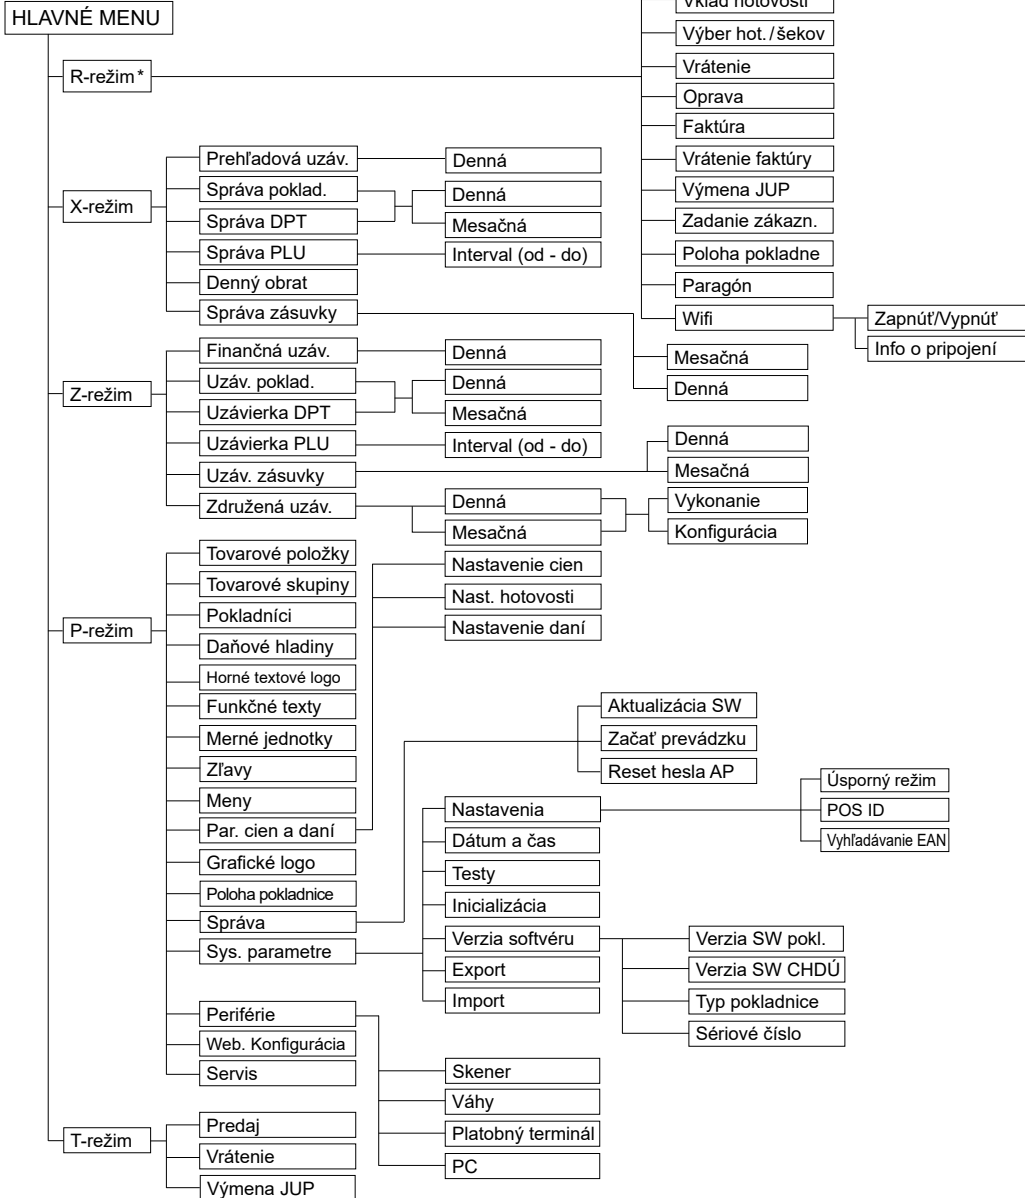 HLAVNÉ MENU
R-režim*
Vklad hotovosti
Výber hot./šekov
Vrátenie
Oprava
Faktúra
Vrátenie faktúry
Výmena JUP
Zadanie zákazn.
Poloha pokladne
Paragón
Wifi
Zapnúť/Vypnúť
Info o pripojení
X-režim
Prehľadová uzáv.
Denná
Správa poklad.
Správa DPT
Denná
Mesačná
Správa PLU
Interval (od - do)
Denný obrat
Správa zásuvky
Mesačná
Denná
Z-režim
Finančná uzáv.
Denná
Uzáv. poklad.
Uzávierka DPT
Denná
Mesačná
Uzávierka PLU
Interval (od - do)
Uzáv. zásuvky
Denná
Mesačná
Združená uzáv.
Denná
Mesačná
Vykonanie
Konfigurácia
P-režim
Tovarové položky
Tovarové skupiny
Pokladníci
Daňové hladiny
Horné textové logo
Funkčné texty
Merné jednotky
Zľavy
Meny
Par. cien a daní
Nastavenie cien
Nast. hotovosti
Nastavenie daní
Grafické logo
Poloha pokladnice
Správa
Aktualizácia SW
Začať prevádzku
Reset hesla AP
Sys. parametre
Nastavenia
Úsporný režim
POS ID
Vyhľadávanie EAN
Dátum a čas
Testy
Inicializácia
Verzia softvéru
Verzia SW pokl.
Verzia SW CHDÚ
Typ pokladnice
Sériové číslo
Export
Import
Periférie
Skener
Váhy
Platobný terminál
PC
Web. Konfigurácia
Servis
T-režim
Predaj
Vrátenie
Výmena JUP